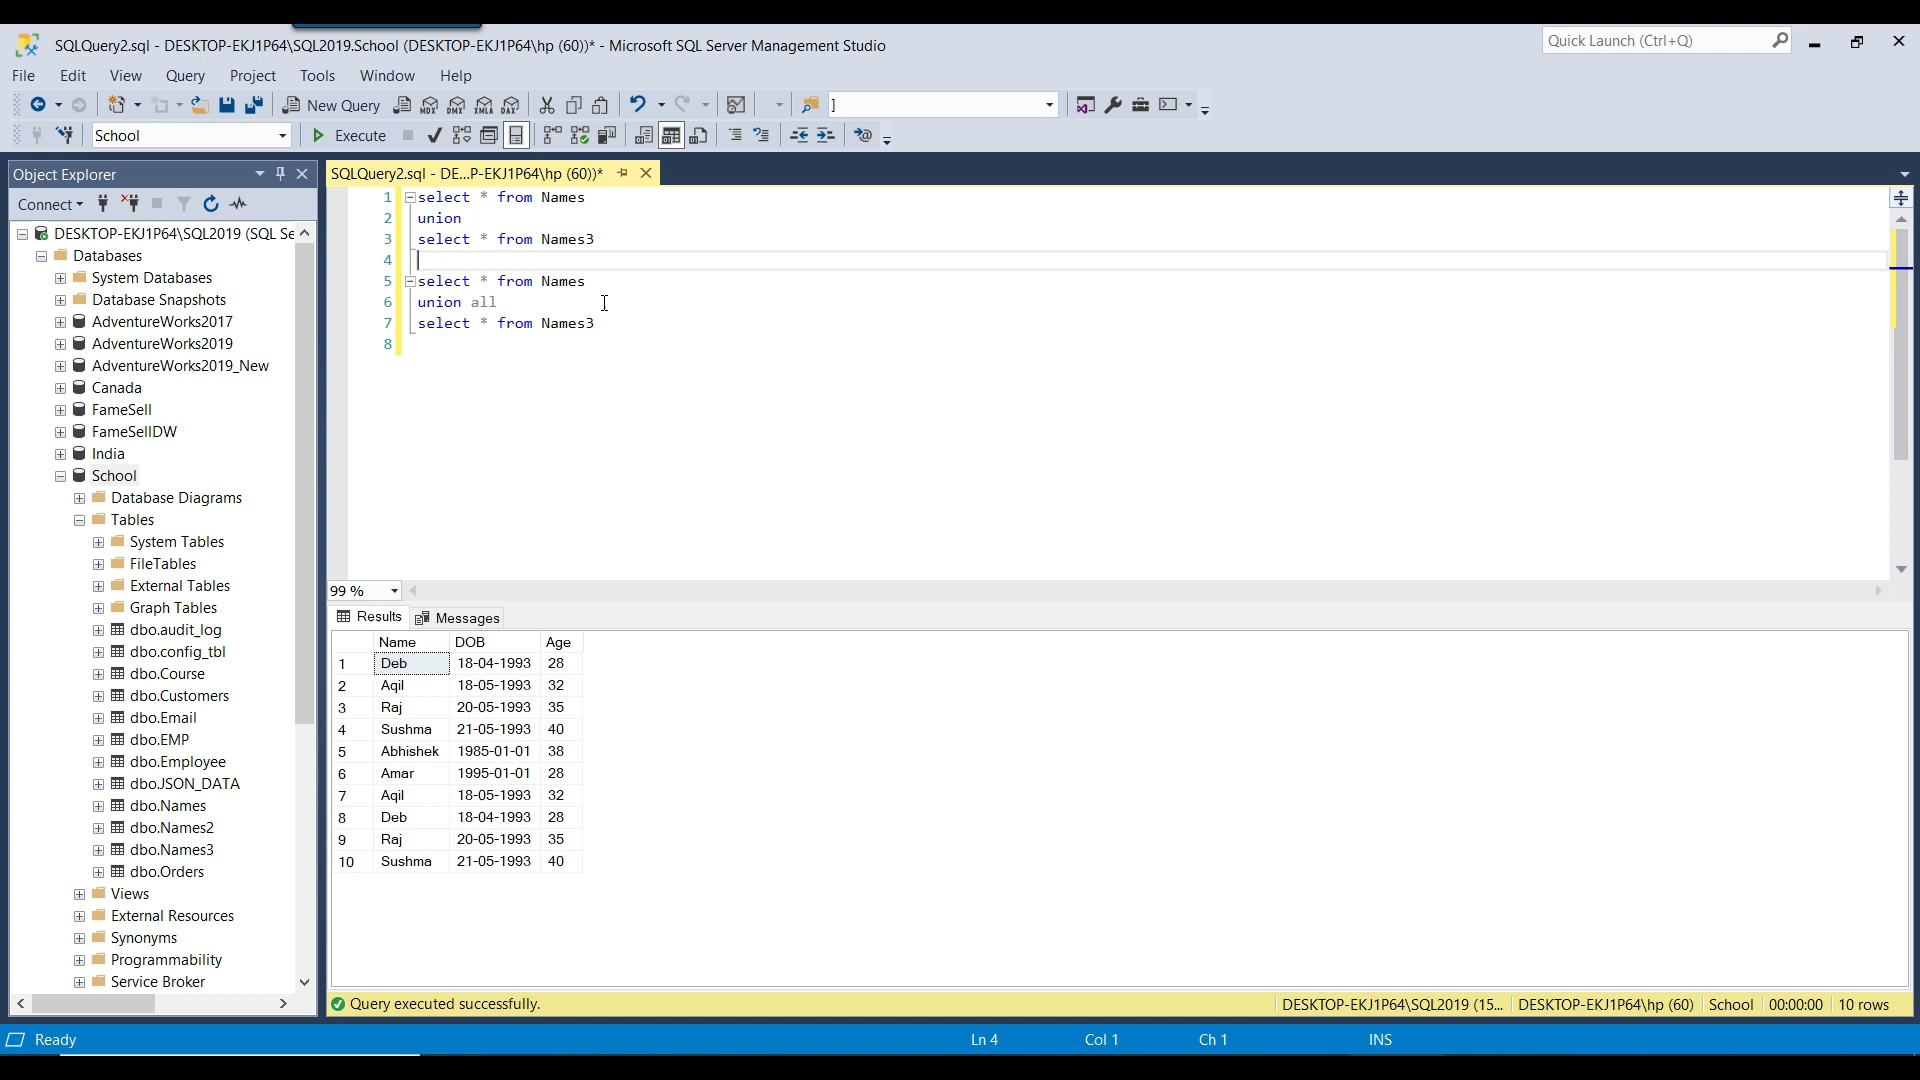 SQLQuery2.sql - DESKTOP-EKJ1P64\SQL2019.School (DESKTOP-EKJ1P64\hp (60))* - Microsoft SQL Server Management Studio
Quick Launch (Ctrl+Q)
File Edit View Query Project Tools Window Help
New Query MDX DMX XMLA DAX ]
School Execute
Object Explorer
SQLQuery2.sql - DE...P-EKJ1P64\hp (60))*
Connect
DESKTOP-EKJ1P64\SQL2019 (SQL Se
Databases
System Databases
Database Snapshots
AdventureWorks2017
AdventureWorks2019
AdventureWorks2019_New
Canada
FameSell
FameSellDW
India
School
Database Diagrams
Tables
System Tables
FileTables
External Tables
Graph Tables
dbo.audit_log
dbo.config_tbl
dbo.Course
dbo.Customers
dbo.Email
dbo.EMP
dbo.Employee
dbo.JSON_DATA
dbo.Names
dbo.Names2
dbo.Names3
dbo.Orders
Views
External Resources
Synonyms
Programmability
Service Broker
1 select * from Names
2 union
3 select * from Names3
4
5 select * from Names
6 union all
7 select * from Names3
8
99 %
Results Messages
Name DOB Age
1 Deb 18-04-1993 28
2 Aqil 18-05-1993 32
3 Raj 20-05-1993 35
4 Sushma 21-05-1993 40
5 Abhishek 1985-01-01 38
6 Amar 1995-01-01 28
7 Aqil 18-05-1993 32
8 Deb 18-04-1993 28
9 Raj 20-05-1993 35
10 Sushma 21-05-1993 40
Query executed successfully. DESKTOP-EKJ1P64\SQL2019 (15... DESKTOP-EKJ1P64\hp (60) School 00:00:00 10 rows
Ready Ln 4 Col 1 Ch 1 INS